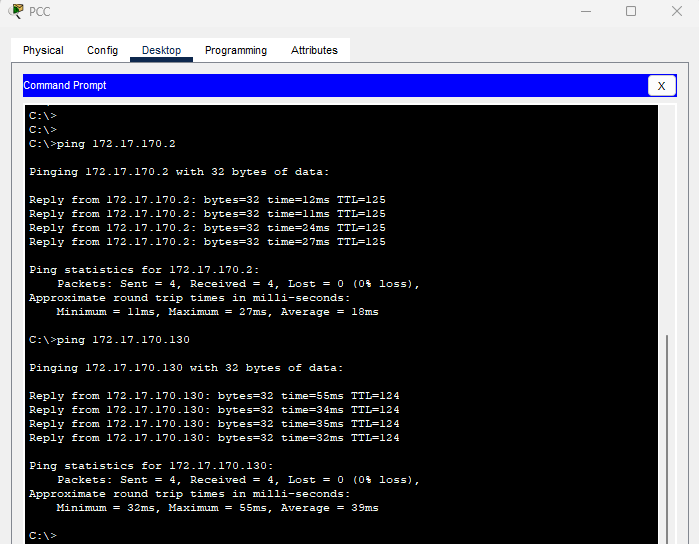 PCC
Physical Config Desktop Programming Attributes
Command Prompt X
C:\>
C:\>
C:\>ping 172.17.170.2
Pinging 172.17.170.2 with 32 bytes of data:
Reply from 172.17.170.2: bytes=32 time=12ms TTL=125
Reply from 172.17.170.2: bytes=32 time=11ms TTL=125
Reply from 172.17.170.2: bytes=32 time=24ms TTL=125
Reply from 172.17.170.2: bytes=32 time=27ms TTL=125
Ping statistics for 172.17.170.2:
Packets: Sent = 4, Received = 4, Lost = 0 (0% loss),
Approximate round trip times in milli-seconds:
Minimum = 11ms, Maximum = 27ms, Average = 18ms
C:\>ping 172.17.170.130
Pinging 172.17.170.130 with 32 bytes of data:
Reply from 172.17.170.130: bytes=32 time=55ms TTL=124
Reply from 172.17.170.130: bytes=32 time=34ms TTL=124
Reply from 172.17.170.130: bytes=32 time=35ms TTL=124
Reply from 172.17.170.130: bytes=32 time=32ms TTL=124
Ping statistics for 172.17.170.130:
Packets: Sent = 4, Received = 4, Lost = 0 (0% loss),
Approximate round trip times in milli-seconds:
Minimum = 32ms, Maximum = 55ms, Average = 39ms
C:\>